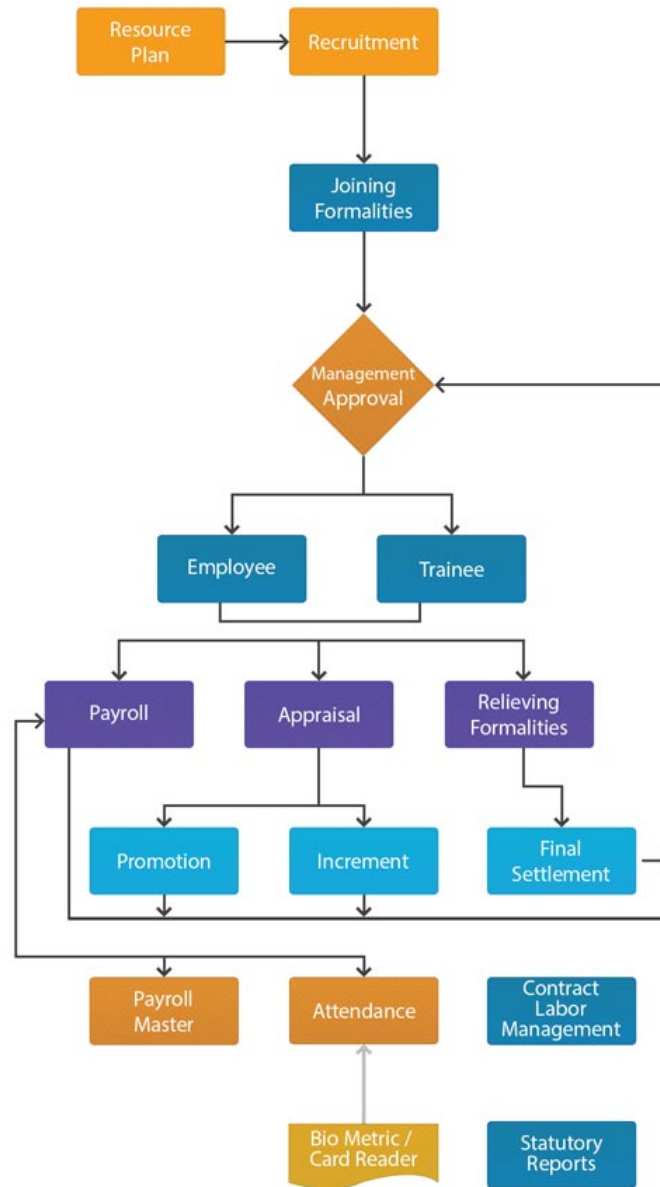 Resource
Plan
Recruitment
Joining
Formalities
Management
Approval
Employee
Trainee
Payroll
Appraisal
Relieving
Formalities
Promotion
Increment
Final
Settlement
Payroll
Master
Attendance
Contract
Labor
Management
Bio Metric /
Card Reader
Statutory
Reports